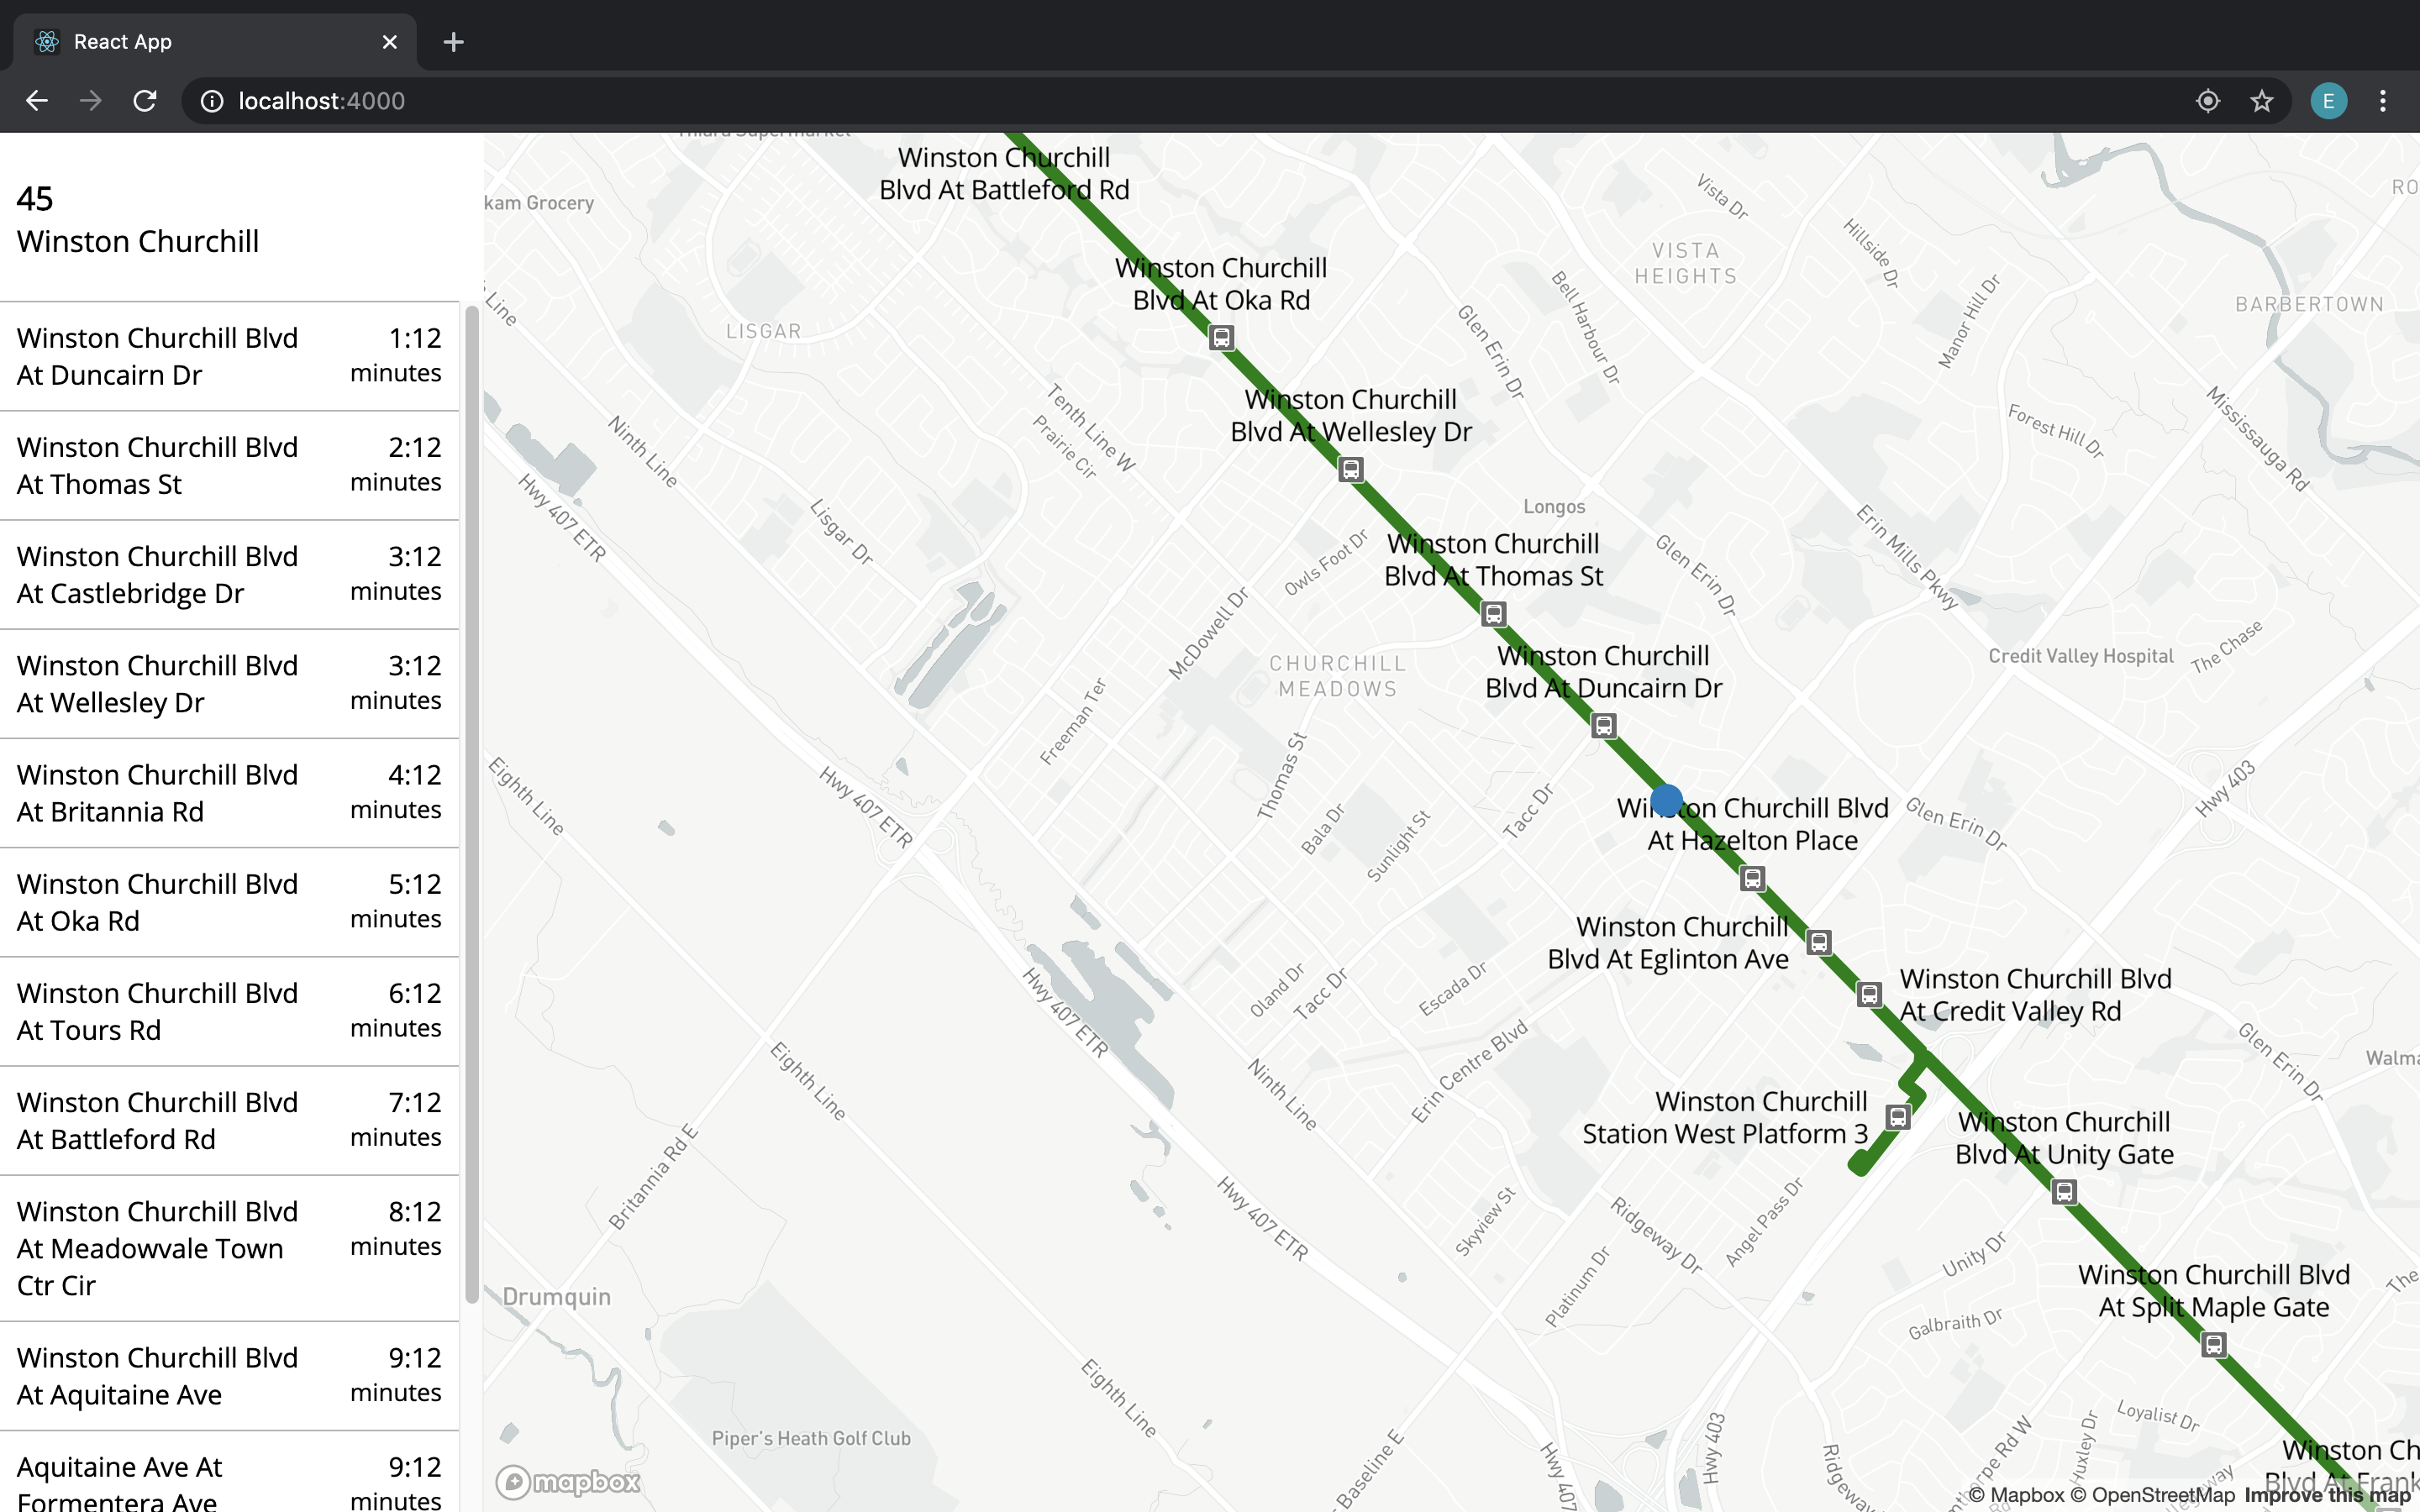 React App
localhost:4000
E
45
Winston Churchill
Winston Churchill Blvd
At Duncairn Dr
1:12
minutes
Winston Churchill Blvd
At Thomas St
2:12
minutes
Winston Churchill Blvd
At Castlebridge Dr
3:12
minutes
Winston Churchill Blvd
At Wellesley Dr
3:12
minutes
Winston Churchill Blvd
At Britannia Rd
4:12
minutes
Winston Churchill Blvd
At Oka Rd
5:12
minutes
Winston Churchill Blvd
At Tours Rd
6:12
minutes
Winston Churchill Blvd
At Battleford Rd
7:12
minutes
Winston Churchill Blvd
At Meadowvale Town
Ctr Cir
8:12
minutes
Winston Churchill Blvd
At Aquitaine Ave
9:12
minutes
Aquitaine Ave At
Formentera Ave
9:12
minutes
Winston Churchill
Blvd At Battleford Rd
kam Grocery
Vista Dr
RO
Hillside Dr
VISTA
HEIGHTS
Winston Churchill
Blvd At Oka Rd
Line
LISGAR
Bell Harbour Dr
Glen Erin Dr
Manor Hill Dr
BARBERTOWN
Winston Churchill
Blvd At Wellesley Dr
Tenth Line W
Prairie Cir
Ninth Line
Forest Hill Dr
Mississauga Rd
Hwy 407 ETR
Lisgar Dr
Longos
Winston Churchill
Blvd At Thomas St
Owls Foot Dr
Glen Erin Dr
Erin Mills Pkwy
McDowell Dr
The Chase
CHURCHILL
MEADOWS
Winston Churchill
Blvd At Duncairn Dr
Credit Valley Hospital
Freeman Ter
Thomas St
Eighth Line
Hwy 407 ETR
Bala Dr
Sunlight St
Tacc Dr
Winston Churchill Blvd
At Hazelton Place
Glen Erin Dr
Hwy 403
Winston Churchill
Blvd At Eglinton Ave
Oland Dr
Tacc Dr
Escada Dr
Winston Churchill Blvd
At Credit Valley Rd
Hwy 407 ETR
Eighth Line
Ninth Line
Erin Centre Blvd
Glen Erin Dr
Walma
Winston Churchill
Station West Platform 3
Winston Churchill
Blvd At Unity Gate
Britannia Rd E
Hwy 407 ETR
Skyview St
Ridgeway Dr
Angel Pass Dr
Unity Dr
Platinum Dr
Winston Churchill Blvd
At Split Maple Gate
The
Drumquin
Galbraith Dr
Eighth Line
Piper's Heath Golf Club
Baseline E
Hwy 407
Hwy 403
Ridgeway
Huxley Dr
Loyalist Dr
Winston Ch
Blvd At Frank
mapbox
© Mapbox © OpenStreetMap Improve this map